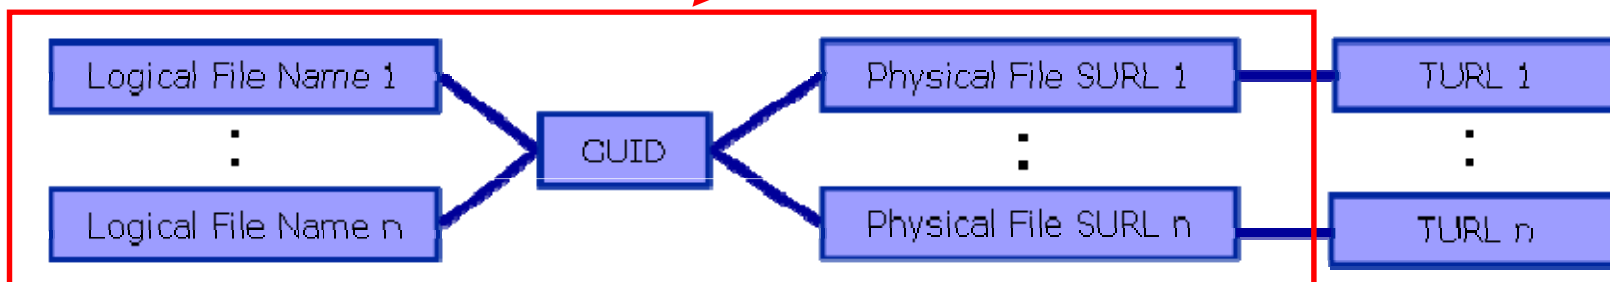 Logical File Name 1
Physical File SURL 1
TURL 1
:
:
:
GUID
Logical File Name n
Physical File SURL n
TURL n